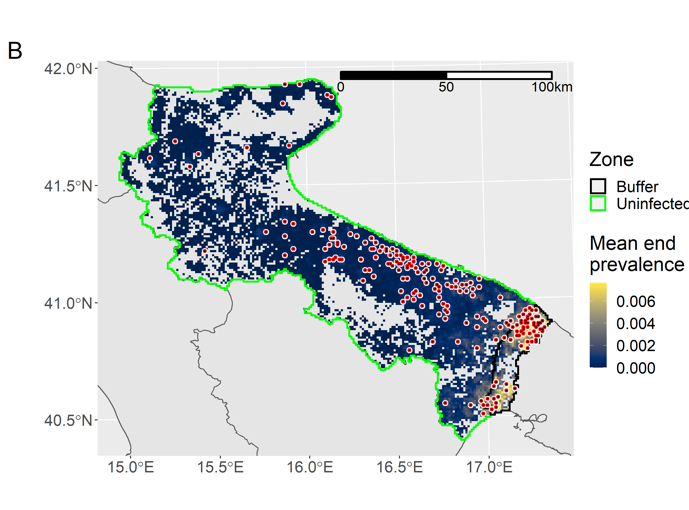 B
42.0°N
41.5°N
41.0°N
40.5°N
0 50 100km
15.0°E 15.5°E 16.0°E 16.5°E 17.0°E
Zone
Buffer
Uninfected
Mean end
prevalence
0.006
0.004
0.002
0.000